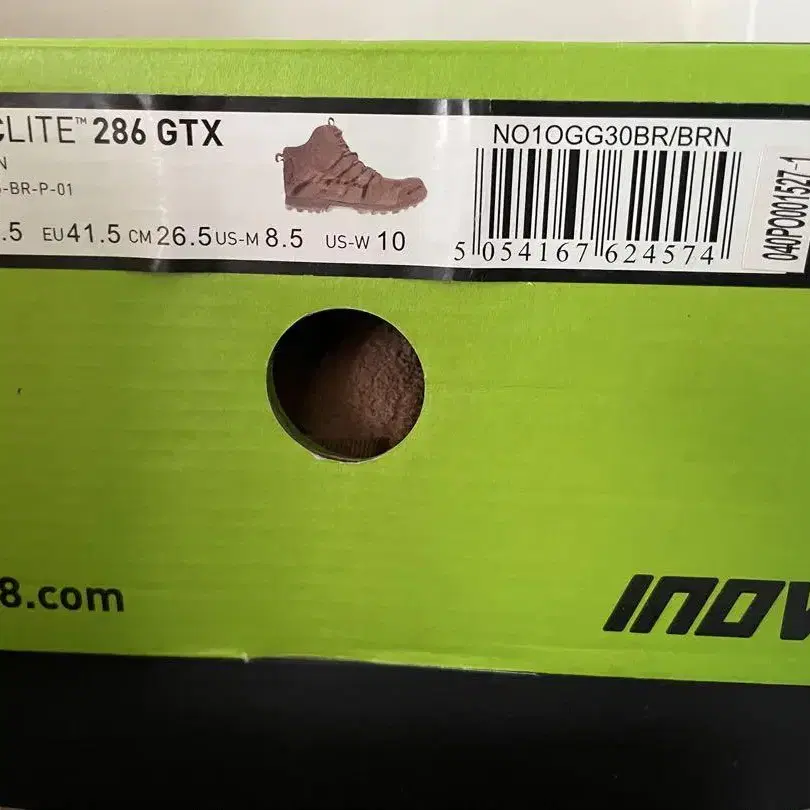 CLITE™ 286 GTX
N
-BR-P-01
.5 EU 41.5 CM 26.5 US-M 8.5 US-W 10
NO1OGG30BR/BRN
5 054167 624574
040PO0001527-1
8.com
INOV